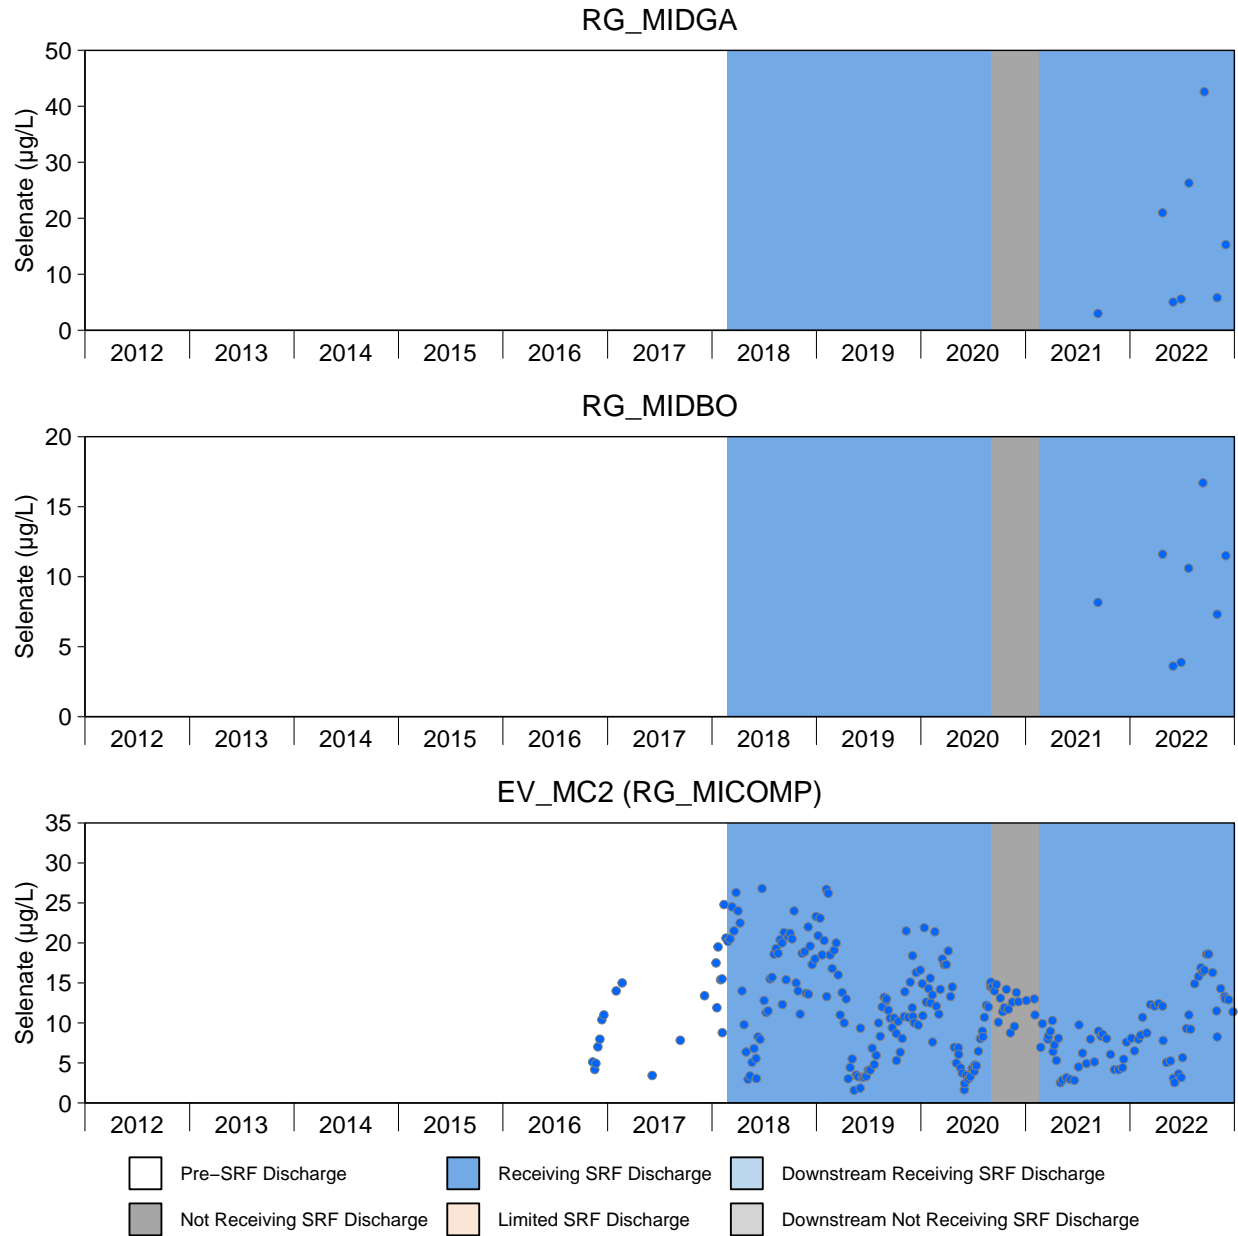 RG_MIDGA
Selenate (µg/L)
50
40
30
20
10
0
2012 2013 2014 2015 2016 2017 2018 2019 2020 2021 2022
RG_MIDBO
Selenate (µg/L)
20
15
10
5
0
2012 2013 2014 2015 2016 2017 2018 2019 2020 2021 2022
EV_MC2 (RG_MICOMP)
Selenate (µg/L)
35
30
25
20
15
10
5
0
2012 2013 2014 2015 2016 2017 2018 2019 2020 2021 2022
Pre−SRF Discharge Receiving SRF Discharge Downstream Receiving SRF Discharge
Not Receiving SRF Discharge Limited SRF Discharge Downstream Not Receiving SRF Discharge